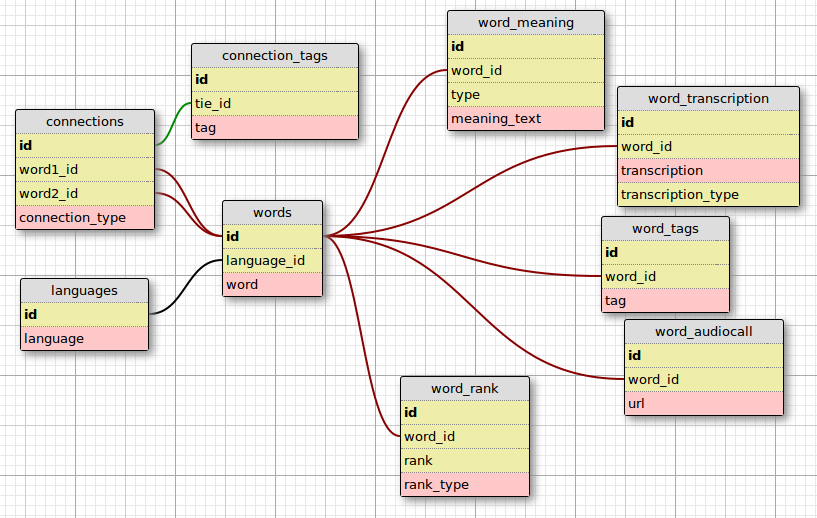 connections
id
word1_id
word2_id
connection_type
connection_tags
id
tie_id
tag
languages
id
language
words
id
language_id
word
word_meaning
id
word_id
type
meaning_text
word_transcription
id
word_id
transcription
transcription_type
word_tags
id
word_id
tag
word_audiocall
id
word_id
url
word_rank
id
word_id
rank
rank_type